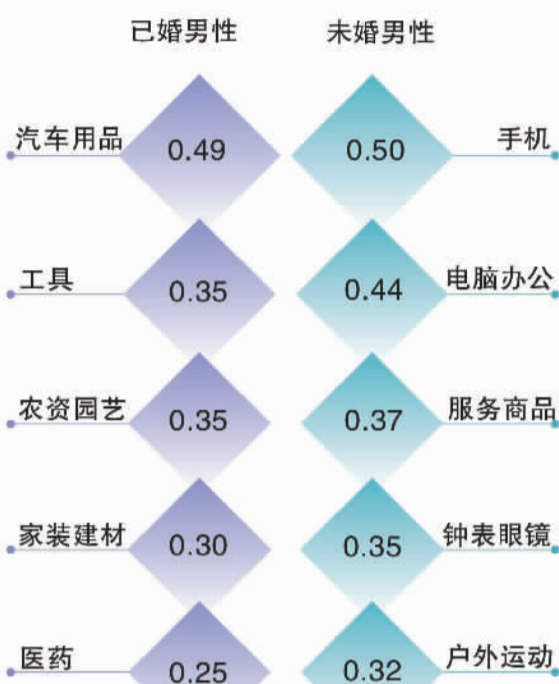 已婚男性 未婚男性
汽车用品 0.49 0.50 手机
工具 0.35 0.44 电脑办公
农资园艺 0.35 0.37 服务商品
家装建材 0.30 0.35 钟表眼镜
医药 0.25 0.32 户外运动